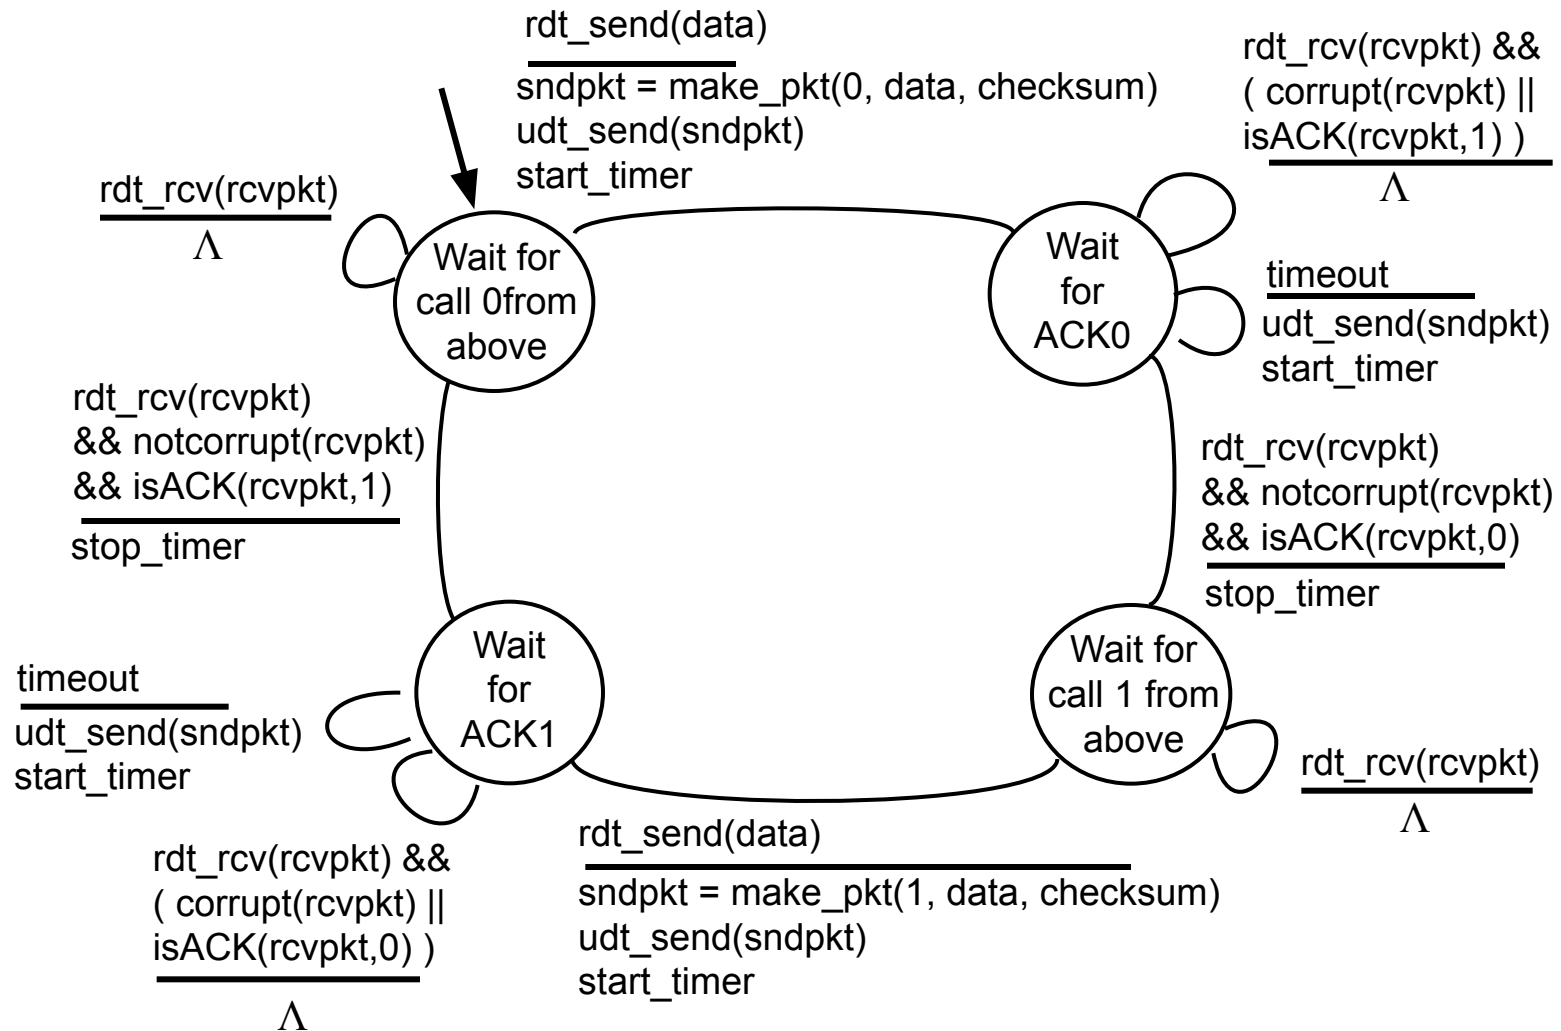 rdt_send(data)
sndpkt = make_pkt(0, data, checksum)
udt_send(sndpkt)
start_timer
rdt_rcv(rcvpkt) &&
( corrupt(rcvpkt) ||
isACK(rcvpkt,1) )
Λ
rdt_rcv(rcvpkt)
Λ
Wait for
call 0from
above
Wait
for
ACK0
timeout
udt_send(sndpkt)
start_timer
rdt_rcv(rcvpkt)
&& notcorrupt(rcvpkt)
&& isACK(rcvpkt,1)
stop_timer
rdt_rcv(rcvpkt)
&& notcorrupt(rcvpkt)
&& isACK(rcvpkt,0)
stop_timer
Wait
for
ACK1
Wait for
call 1 from
above
timeout
udt_send(sndpkt)
start_timer
rdt_rcv(rcvpkt)
Λ
rdt_rcv(rcvpkt) &&
( corrupt(rcvpkt) ||
isACK(rcvpkt,0) )
Λ
rdt_send(data)
sndpkt = make_pkt(1, data, checksum)
udt_send(sndpkt)
start_timer